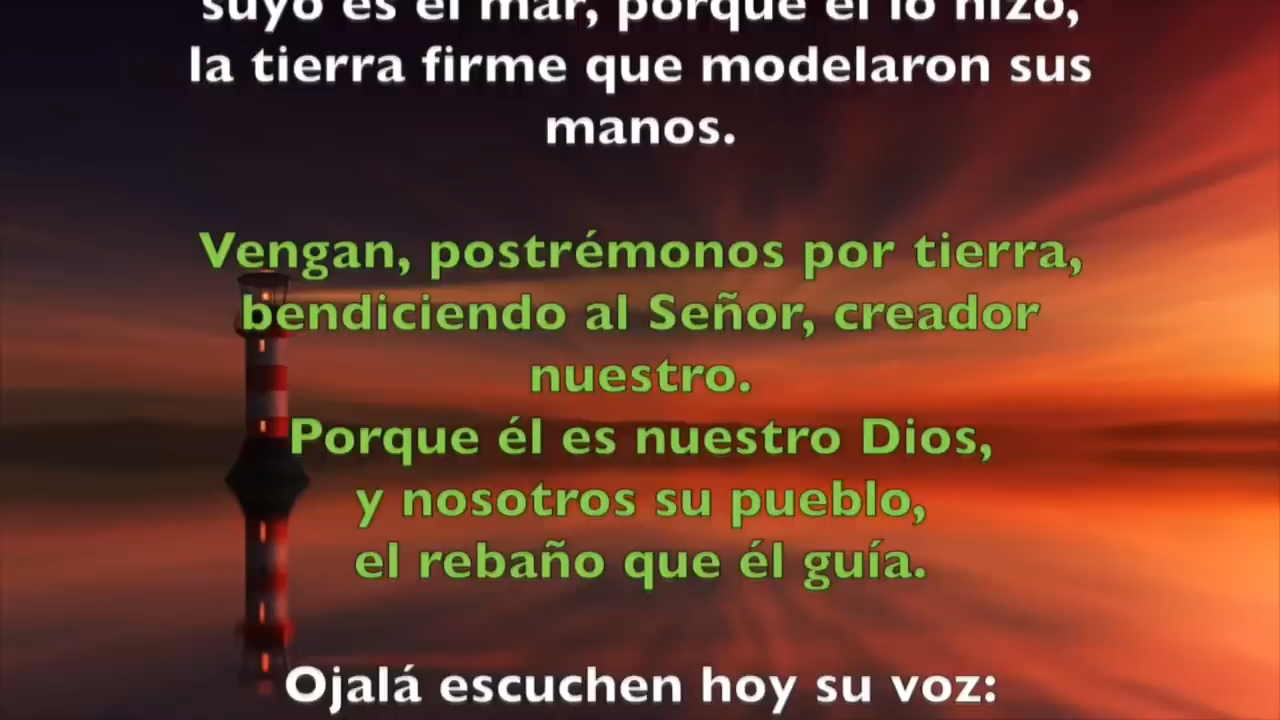 suyo es el mar, porque él lo hizo,
la tierra firme que modelaron sus
manos.
Vengan, postrémonos por tierra,
bendiciendo al Señor, creador
nuestro.
Porque él es nuestro Dios,
y nosotros su pueblo,
el rebaño que él guía.
Ojalá escuchen hoy su voz: